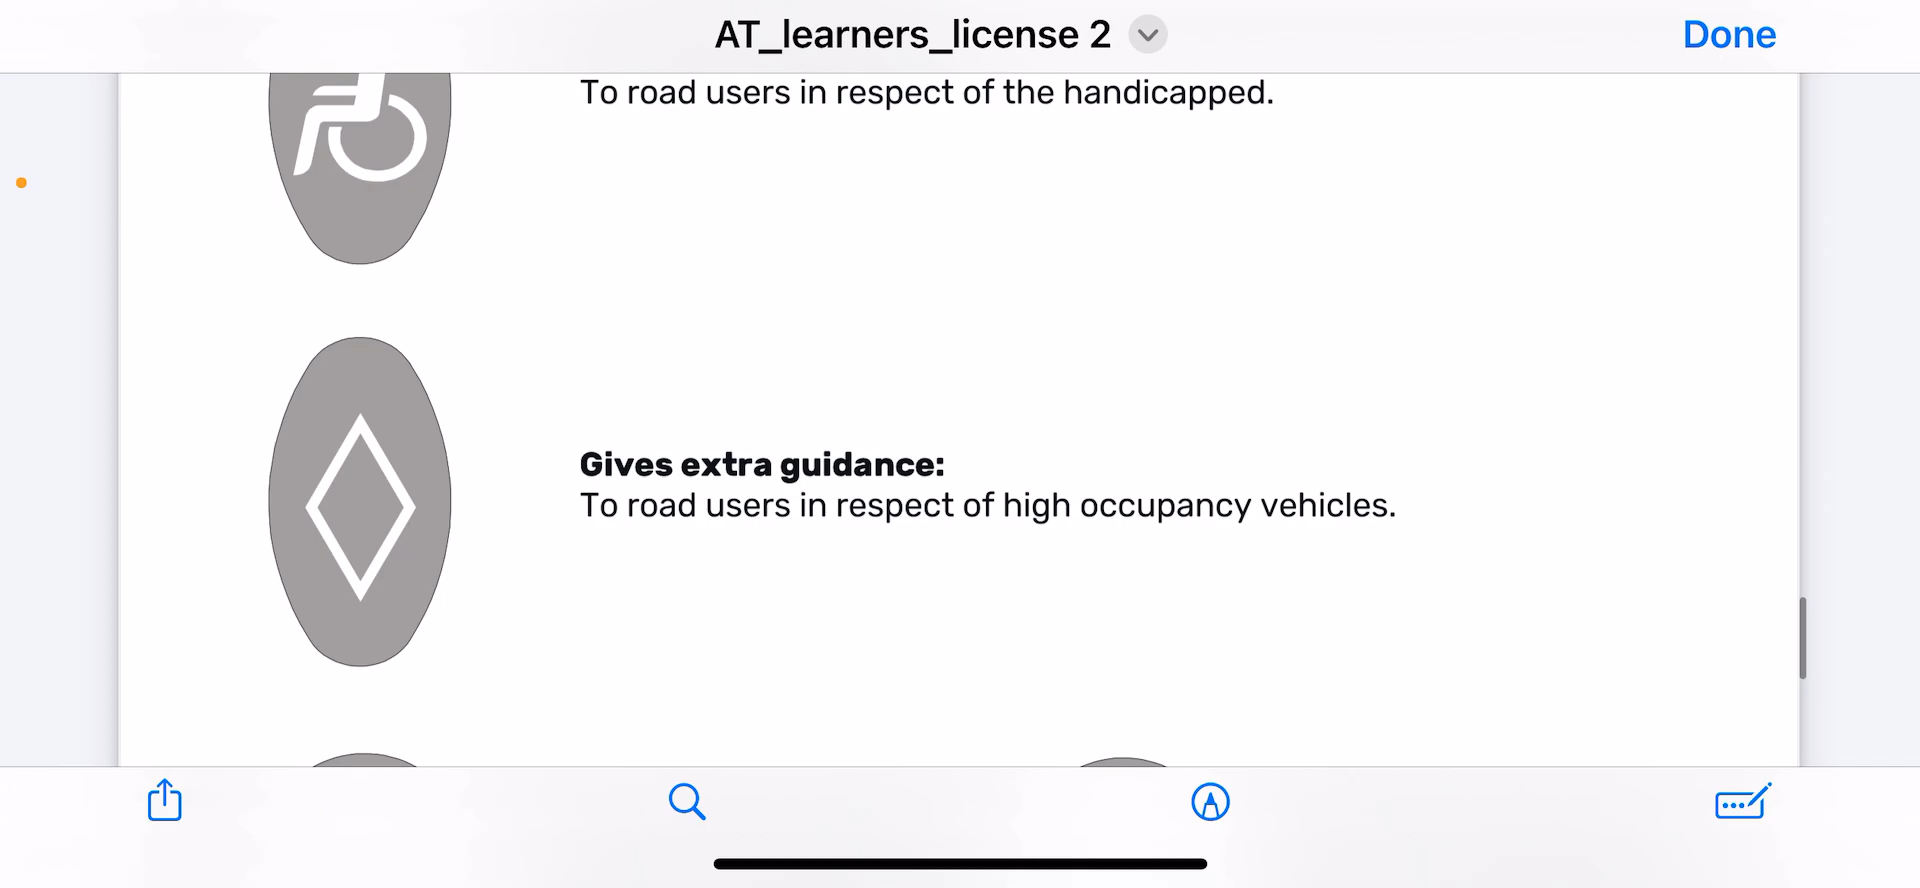 AT_learners_license 2
Done
To road users in respect of the handicapped.
Gives extra guidance:
To road users in respect of high occupancy vehicles.